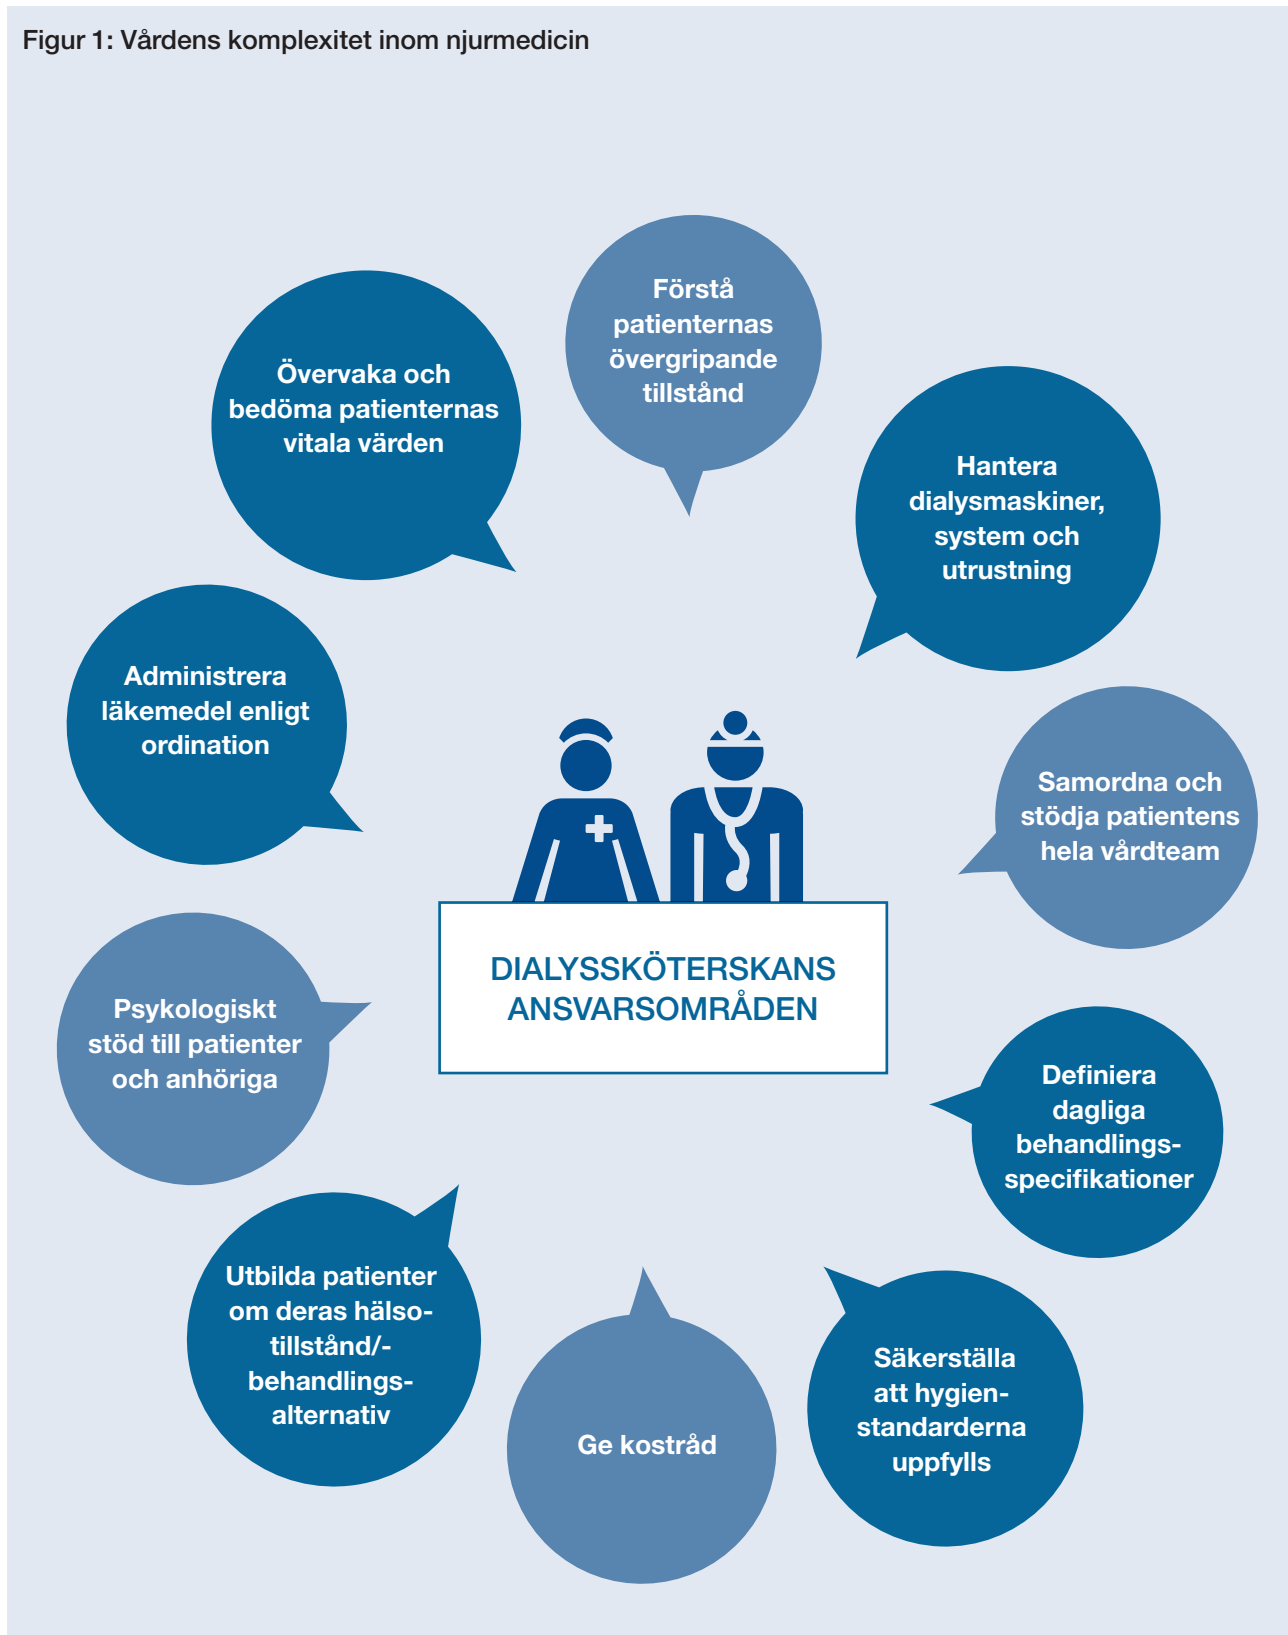 Figur 1: Vårdens komplexitet inom njurmedicin
Förstå
patienternas
övergripande
tillstånd
Övervaka och
bedöma patienternas
vitala värden
Hantera
dialysmaskiner,
system och
utrustning
Administrera
läkemedel enligt
ordination
Samordna och
stödja patientens
hela vårdteam
DIALYSSKÖTERSKANS
ANSVARSOMRÅDEN
Psykologiskt
stöd till patienter
och anhöriga
Definiera
dagliga
behandlings-
specifikationer
Utbilda patienter
om deras hälso-
tillstånd/-
behandlings-
alternativ
Säkerställa
att hygien-
standarderna
uppfylls
Ge kostråd